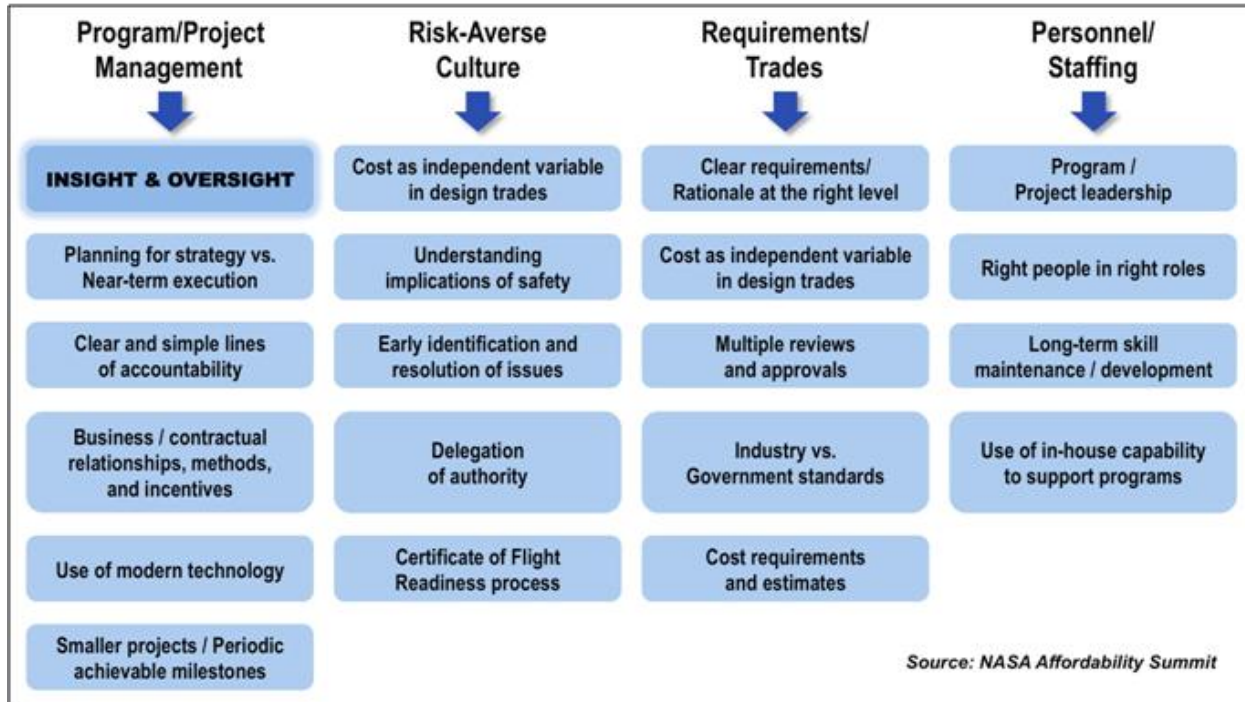 Program/Project
Management
Risk-Averse
Culture
Requirements/
Trades
Personnel/
Staffing
INSIGHT & OVERSIGHT
Planning for strategy vs.
Near-term execution
Clear and simple lines
of accountability
Business / contractual
relationships, methods,
and incentives
Use of modern technology
Smaller projects / Periodic
achievable milestones
Cost as independent variable
in design trades
Understanding
implications of safety
Early identification and
resolution of issues
Delegation
of authority
Certificate of Flight
Readiness process
Clear requirements/
Rationale at the right level
Cost as independent variable
in design trades
Multiple reviews
and approvals
Industry vs.
Government standards
Cost requirements
and estimates
Program /
Project leadership
Right people in right roles
Long-term skill
maintenance / development
Use of in-house capability
to support programs
Source: NASA Affordability Summit